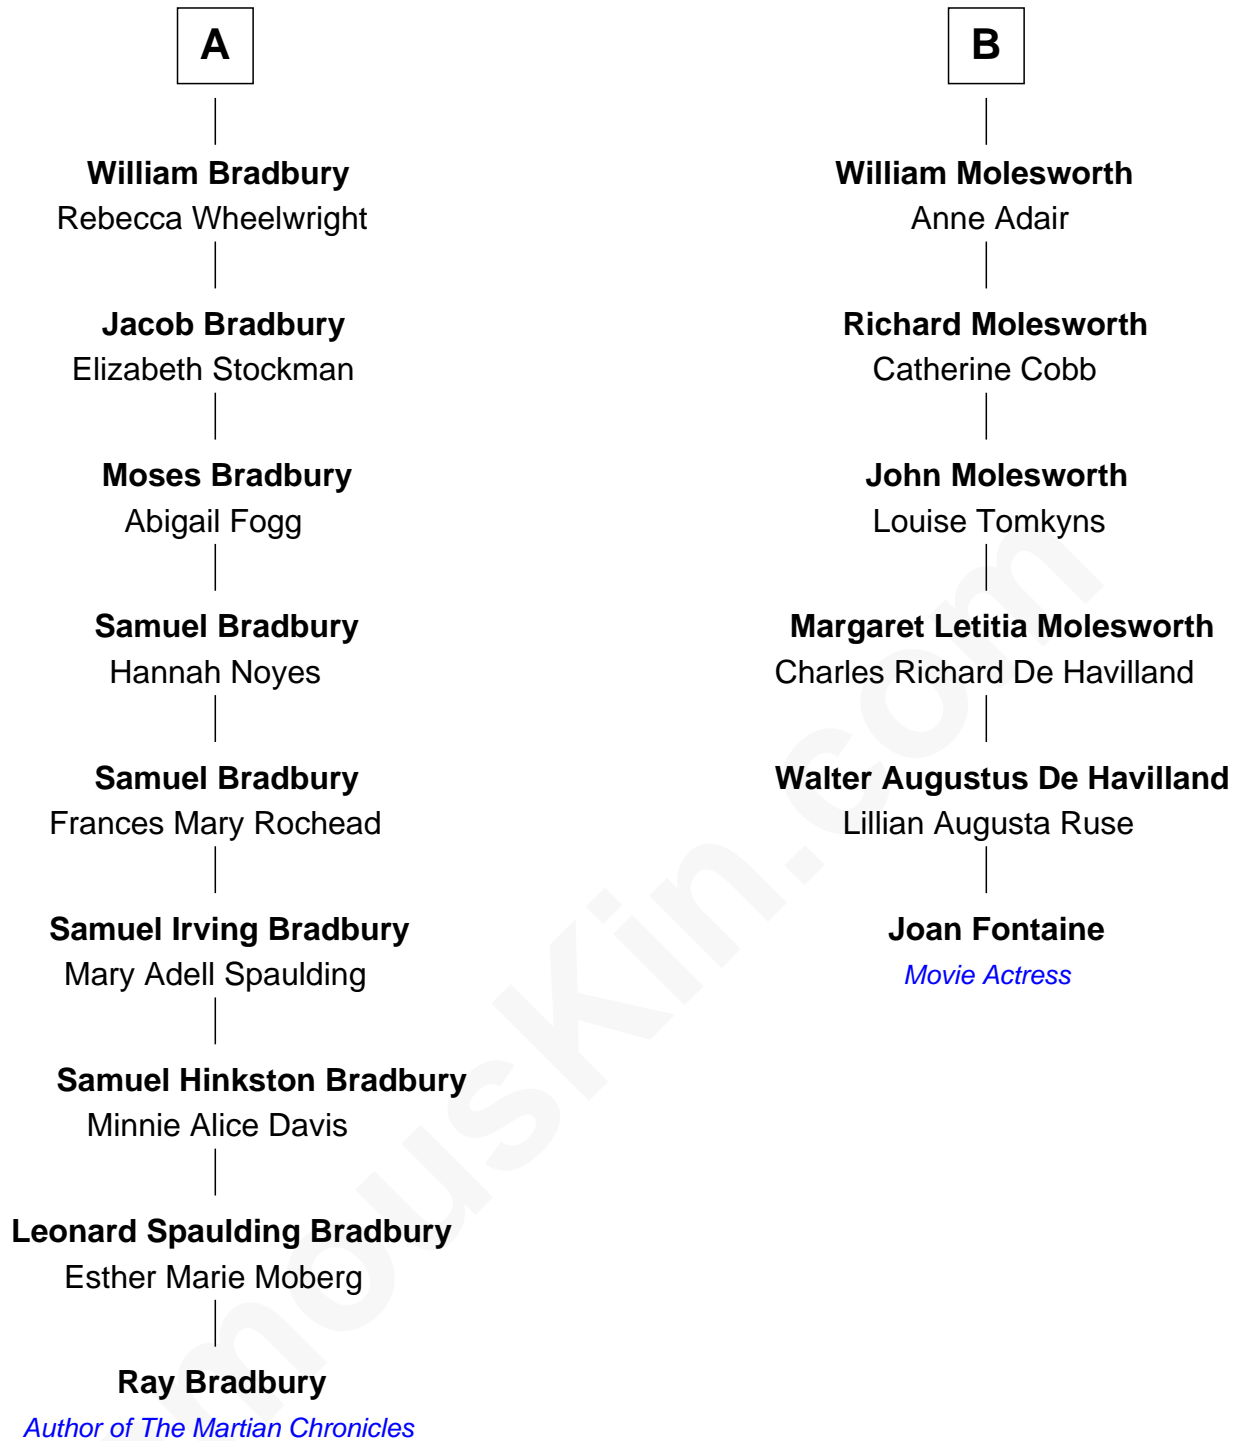 A
William Bradbury
Rebecca Wheelwright
Jacob Bradbury
Elizabeth Stockman
Moses Bradbury
Abigail Fogg
Samuel Bradbury
Hannah Noyes
Samuel Bradbury
Frances Mary Rochead
Samuel Irving Bradbury
Mary Adell Spaulding
Samuel Hinkston Bradbury
Minnie Alice Davis
Leonard Spaulding Bradbury
Esther Marie Moberg
Ray Bradbury
Author of The Martian Chronicles
B
William Molesworth
Anne Adair
Richard Molesworth
Catherine Cobb
John Molesworth
Louise Tomkyns
Margaret Letitia Molesworth
Charles Richard De Havilland
Walter Augustus De Havilland
Lillian Augusta Ruse
Joan Fontaine
Movie Actress
mousKin.com